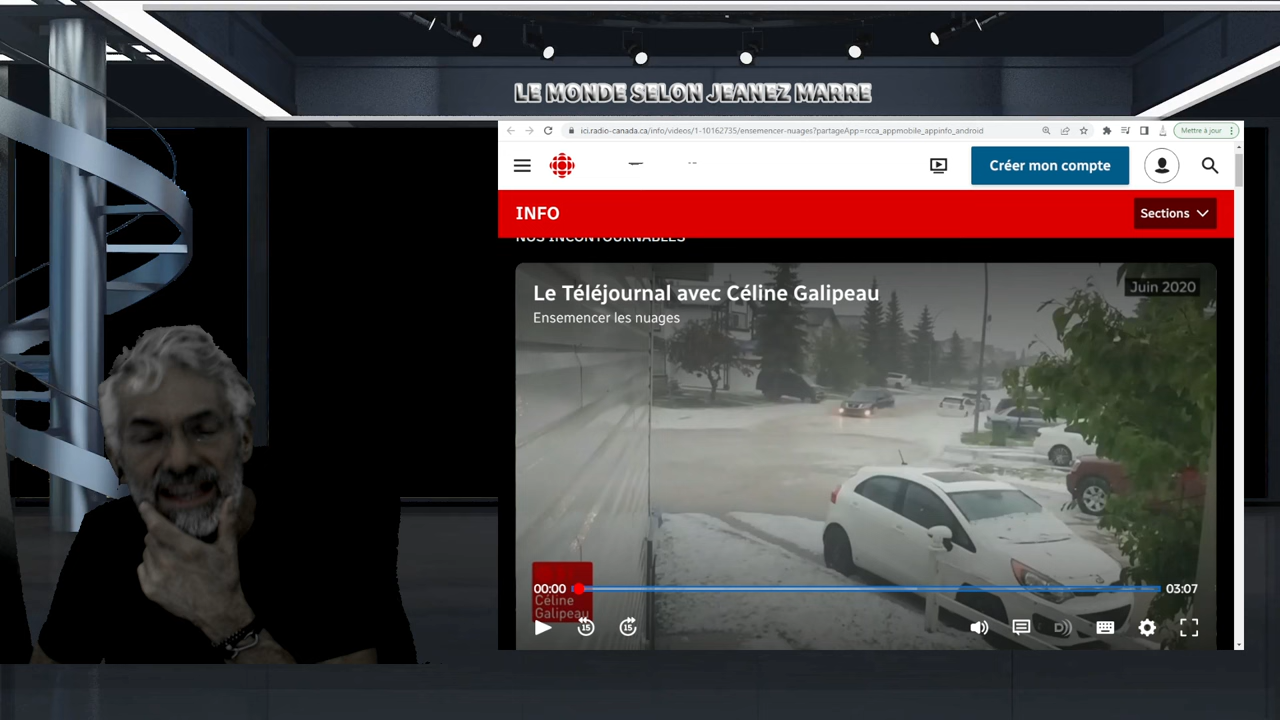 LE MONDE SELON JEANEZ MARRE
ici.radio-canada.ca/info/videos/1-10162735/ensemencer-nuages?partageApp=rcca_appmobile_appinfo_android
Mettre à jour
Créer mon compte
INFO
Sections
NOS INCONTOURNABLES
Le Téléjournal avec Céline Galipeau
Juin 2020
Ensemencer les nuages
00:00
03:07
Céline
Galipeau
15
15